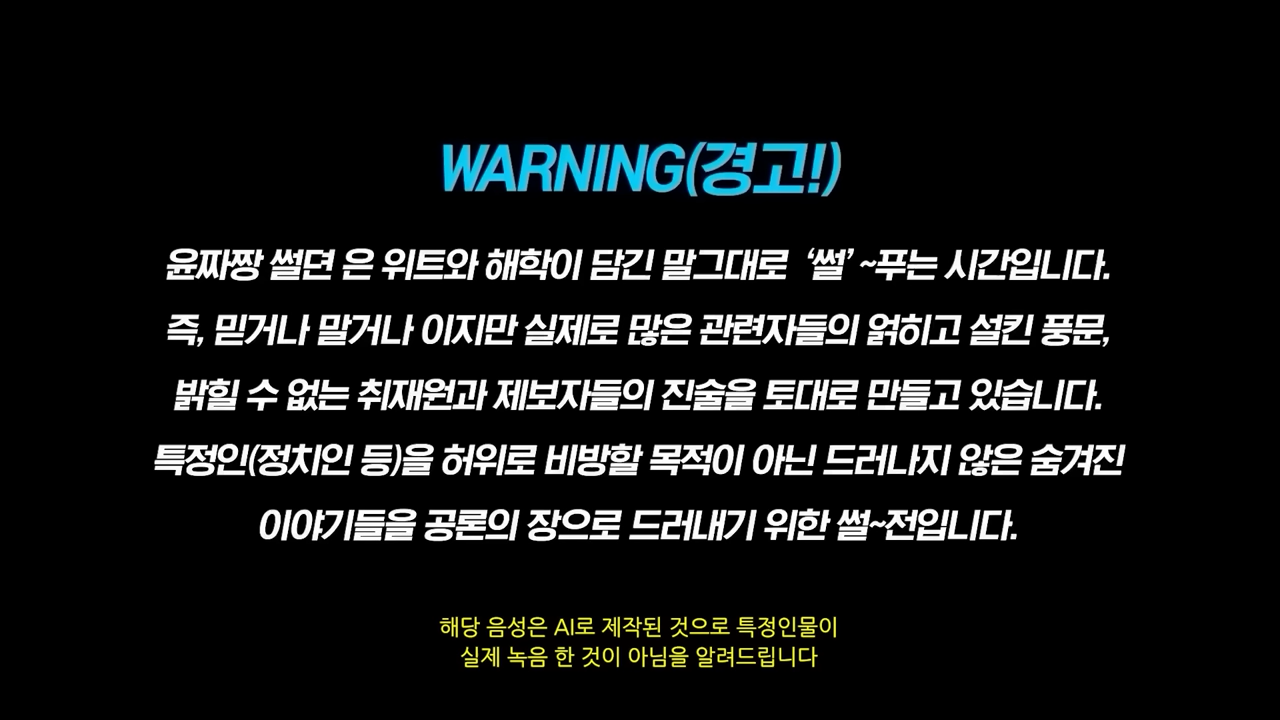 WARNING(경고!)
윤짜짱 썰뎐 은 위트와 해학이 담긴 말그대로 ‘썰’ ~푸는 시간입니다.
즉, 믿거나 말거나 이지만 실제로 많은 관련자들의 얽히고 설킨 풍문,
밝힐 수 없는 취재원과 제보자들의 진술을 토대로 만들고 있습니다.
특정인(정치인 등)을 허위로 비방할 목적이 아닌 드러나지 않은 숨겨진
이야기들을 공론의 장으로 드러내기 위한 썰~전입니다.
해당 음성은 AI로 제작된 것으로 특정인물이
실제 녹음 한 것이 아님을 알려드립니다